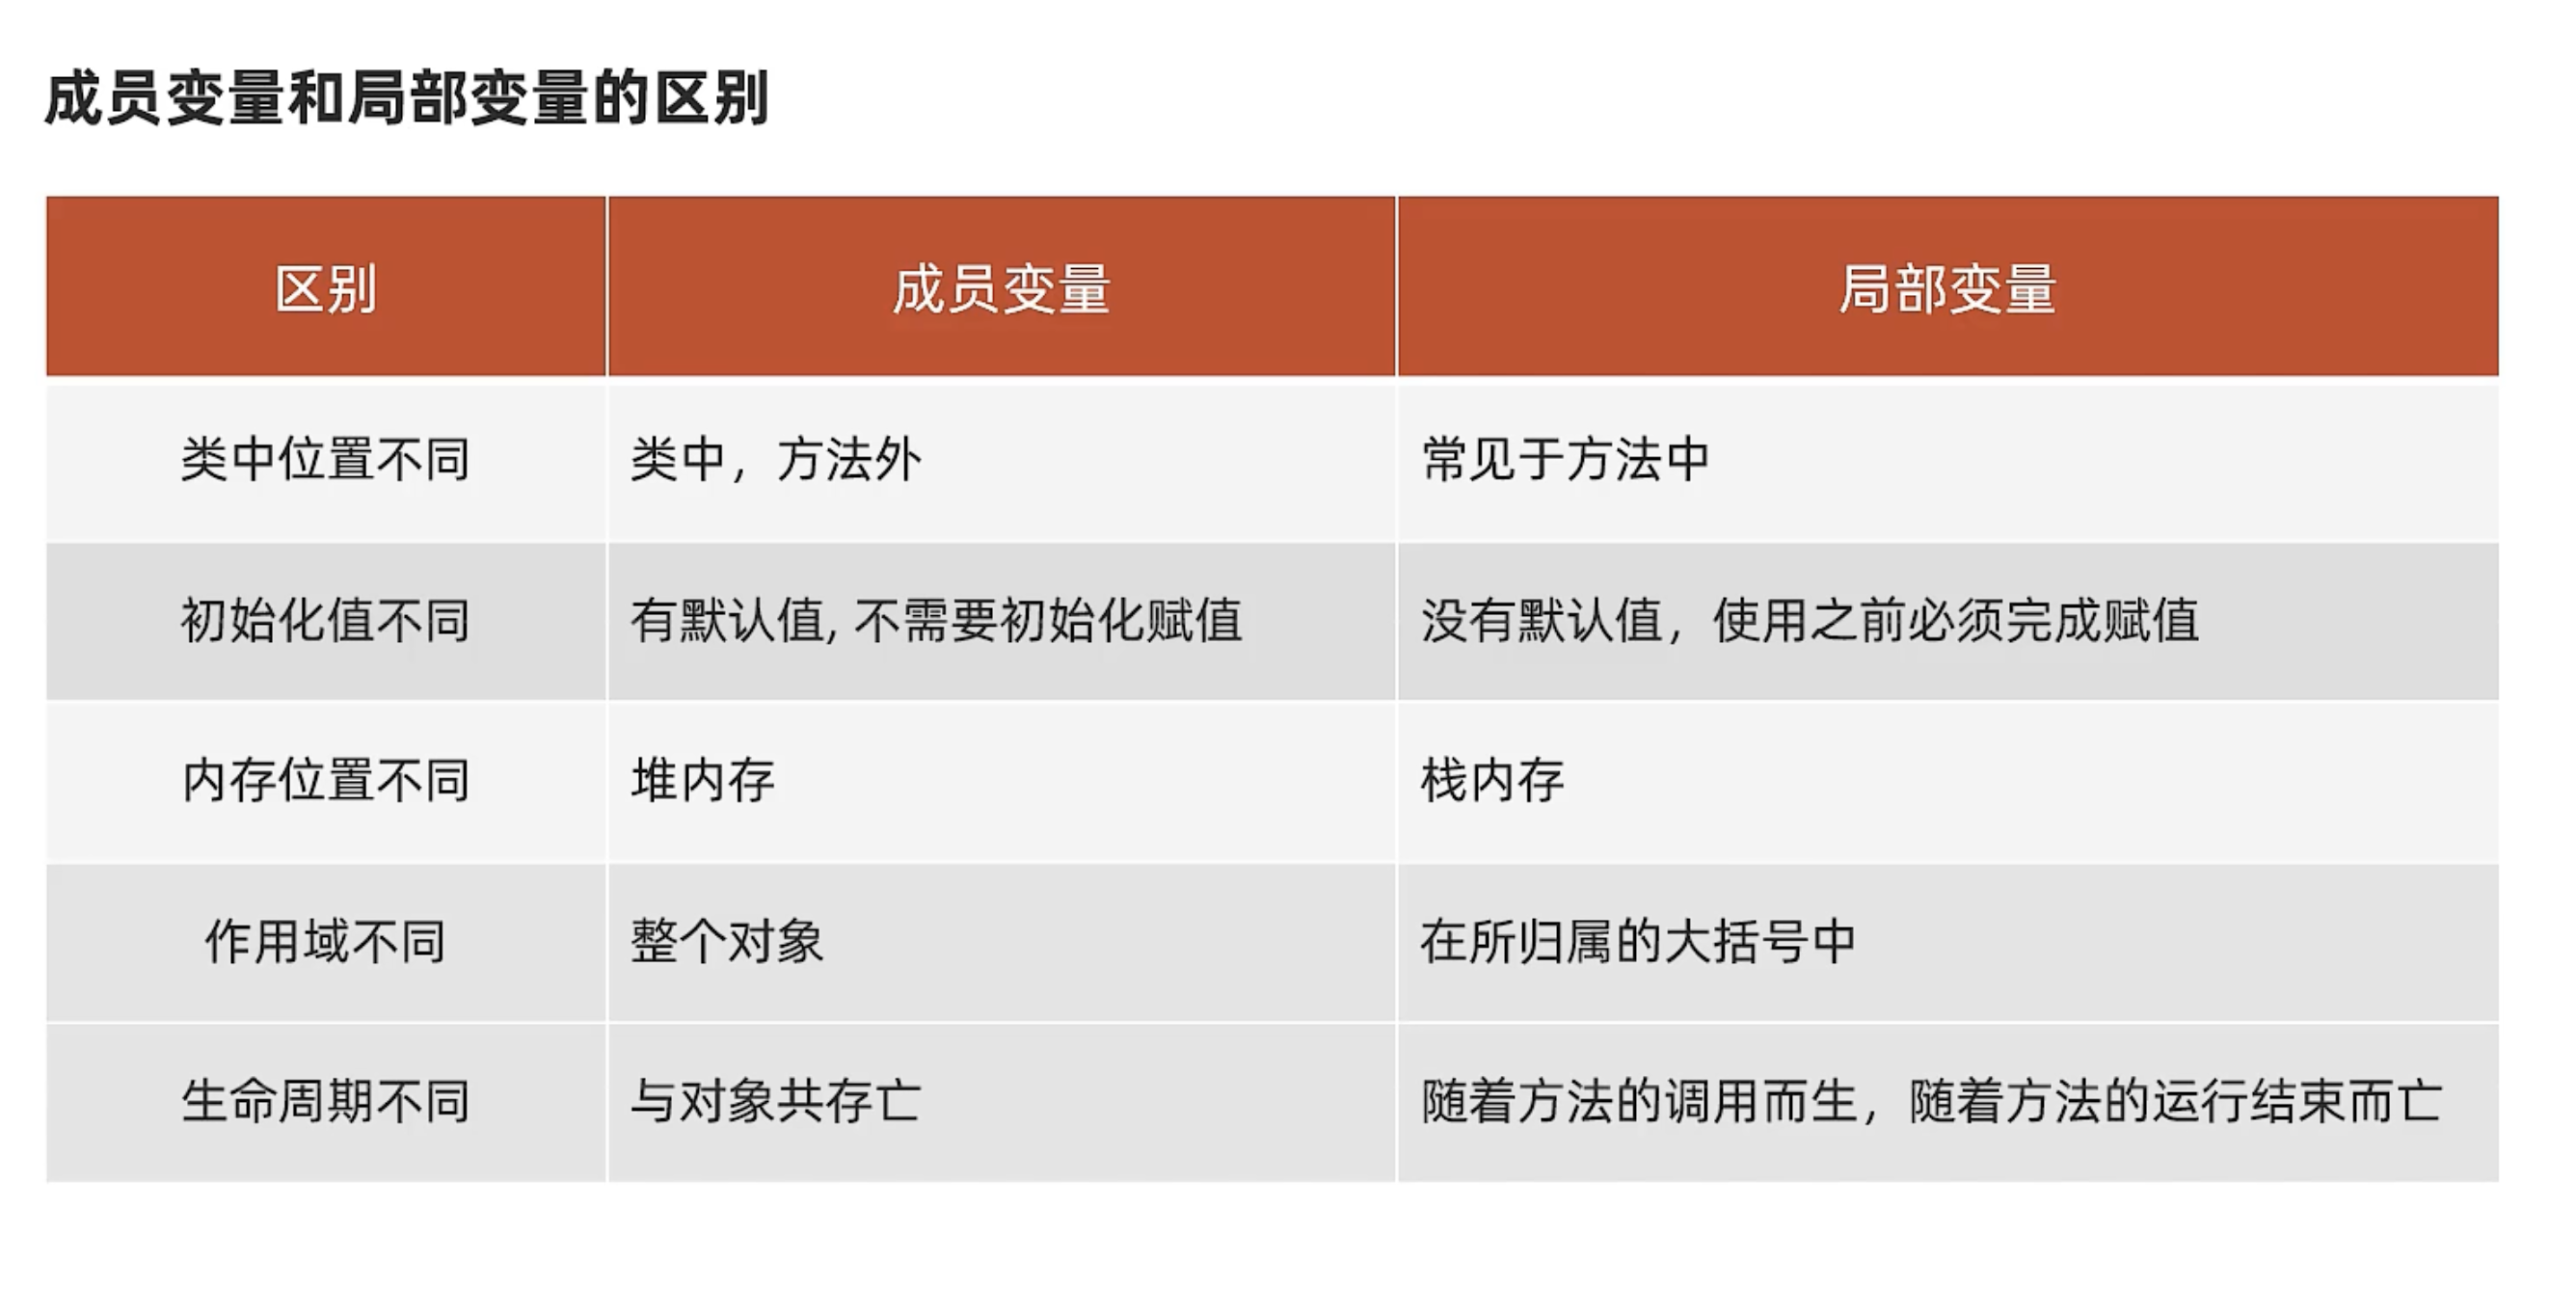 成员变量和局部变量的区别
区别 成员变量 局部变量
类中位置不同 类中，方法外 常见于方法中
初始化值不同 有默认值, 不需要初始化赋值 没有默认值，使用之前必须完成赋值
内存位置不同 堆内存 栈内存
作用域不同 整个对象 在所归属的大括号中
生命周期不同 与对象共存亡 随着方法的调用而生，随着方法的运行结束而亡